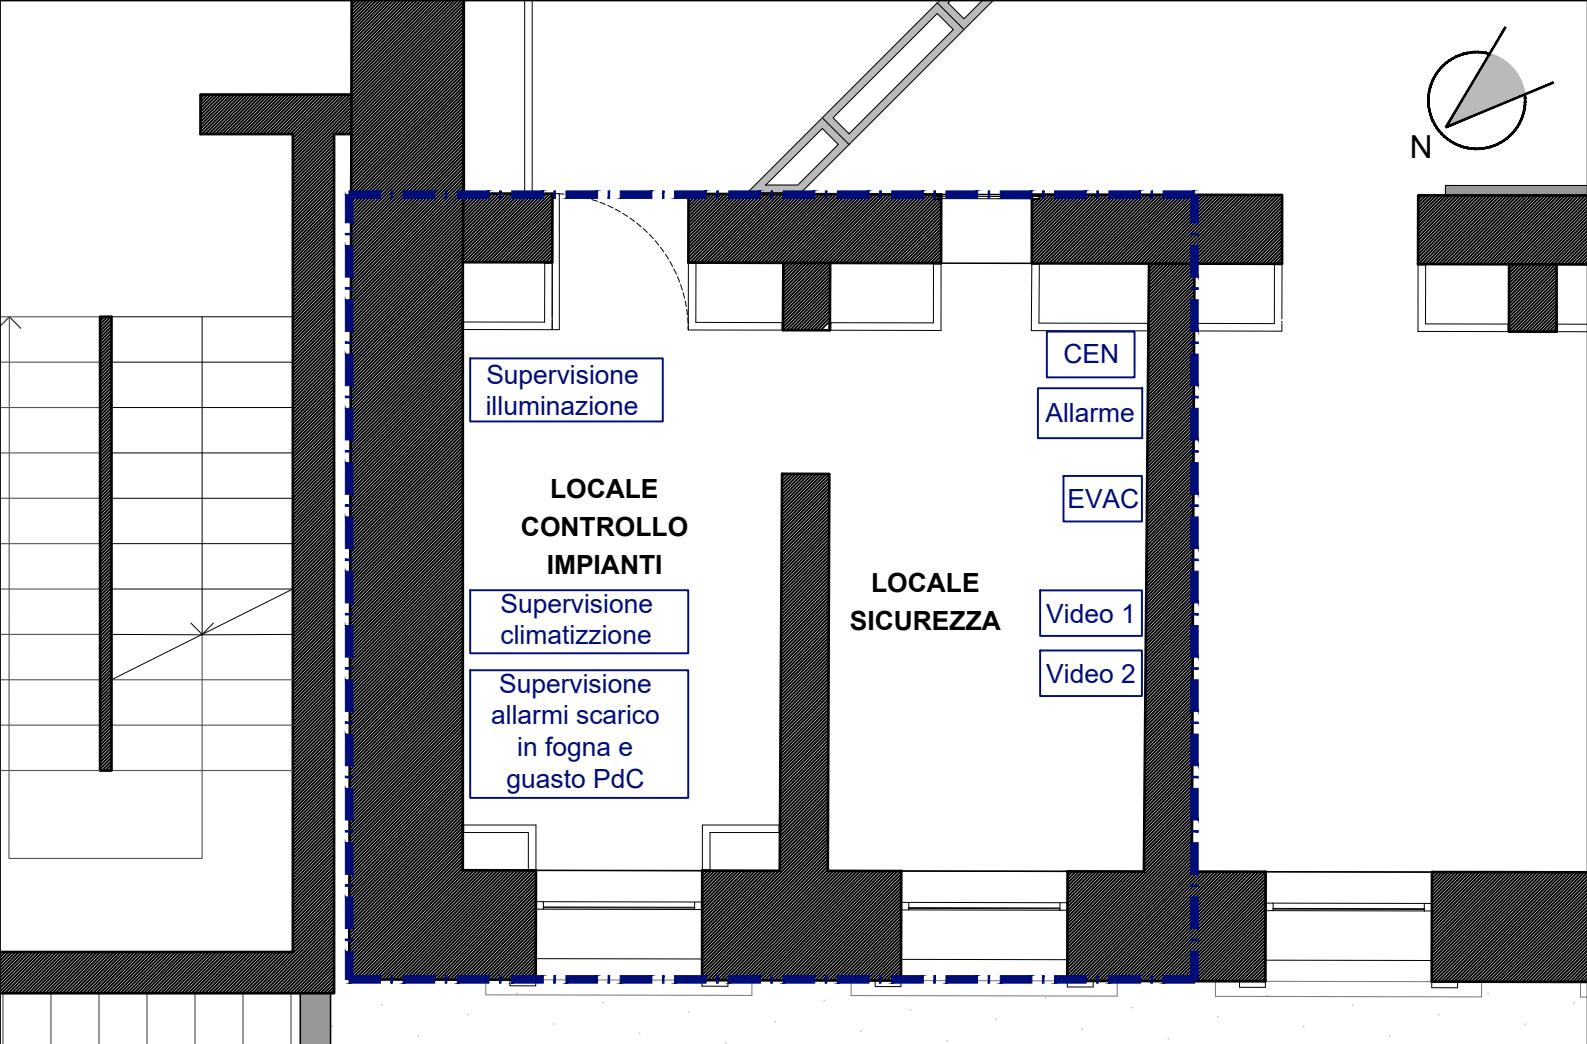 N
Supervisione
illuminazione
LOCALE
CONTROLLO
IMPIANTI
Supervisione
climatizzione
Supervisione
allarmi scarico
in fogna e
guasto PdC
CEN
Allarme
EVAC
LOCALE
SICUREZZA
Video 1
Video 2